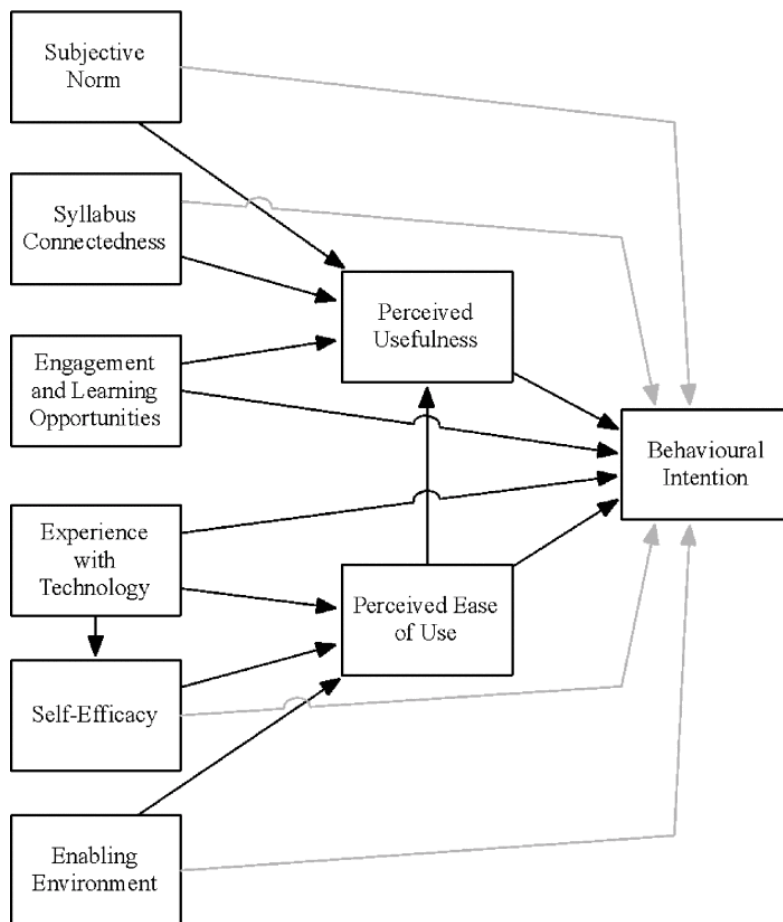 Subjective
Norm
Syllabus
Connectedness
Perceived
Usefulness
Engagement
and Learning
Opportunities
Behavioural
Intention
Experience
with
Technology
Perceived Ease
of Use
Self-Efficacy
Enabling
Environment